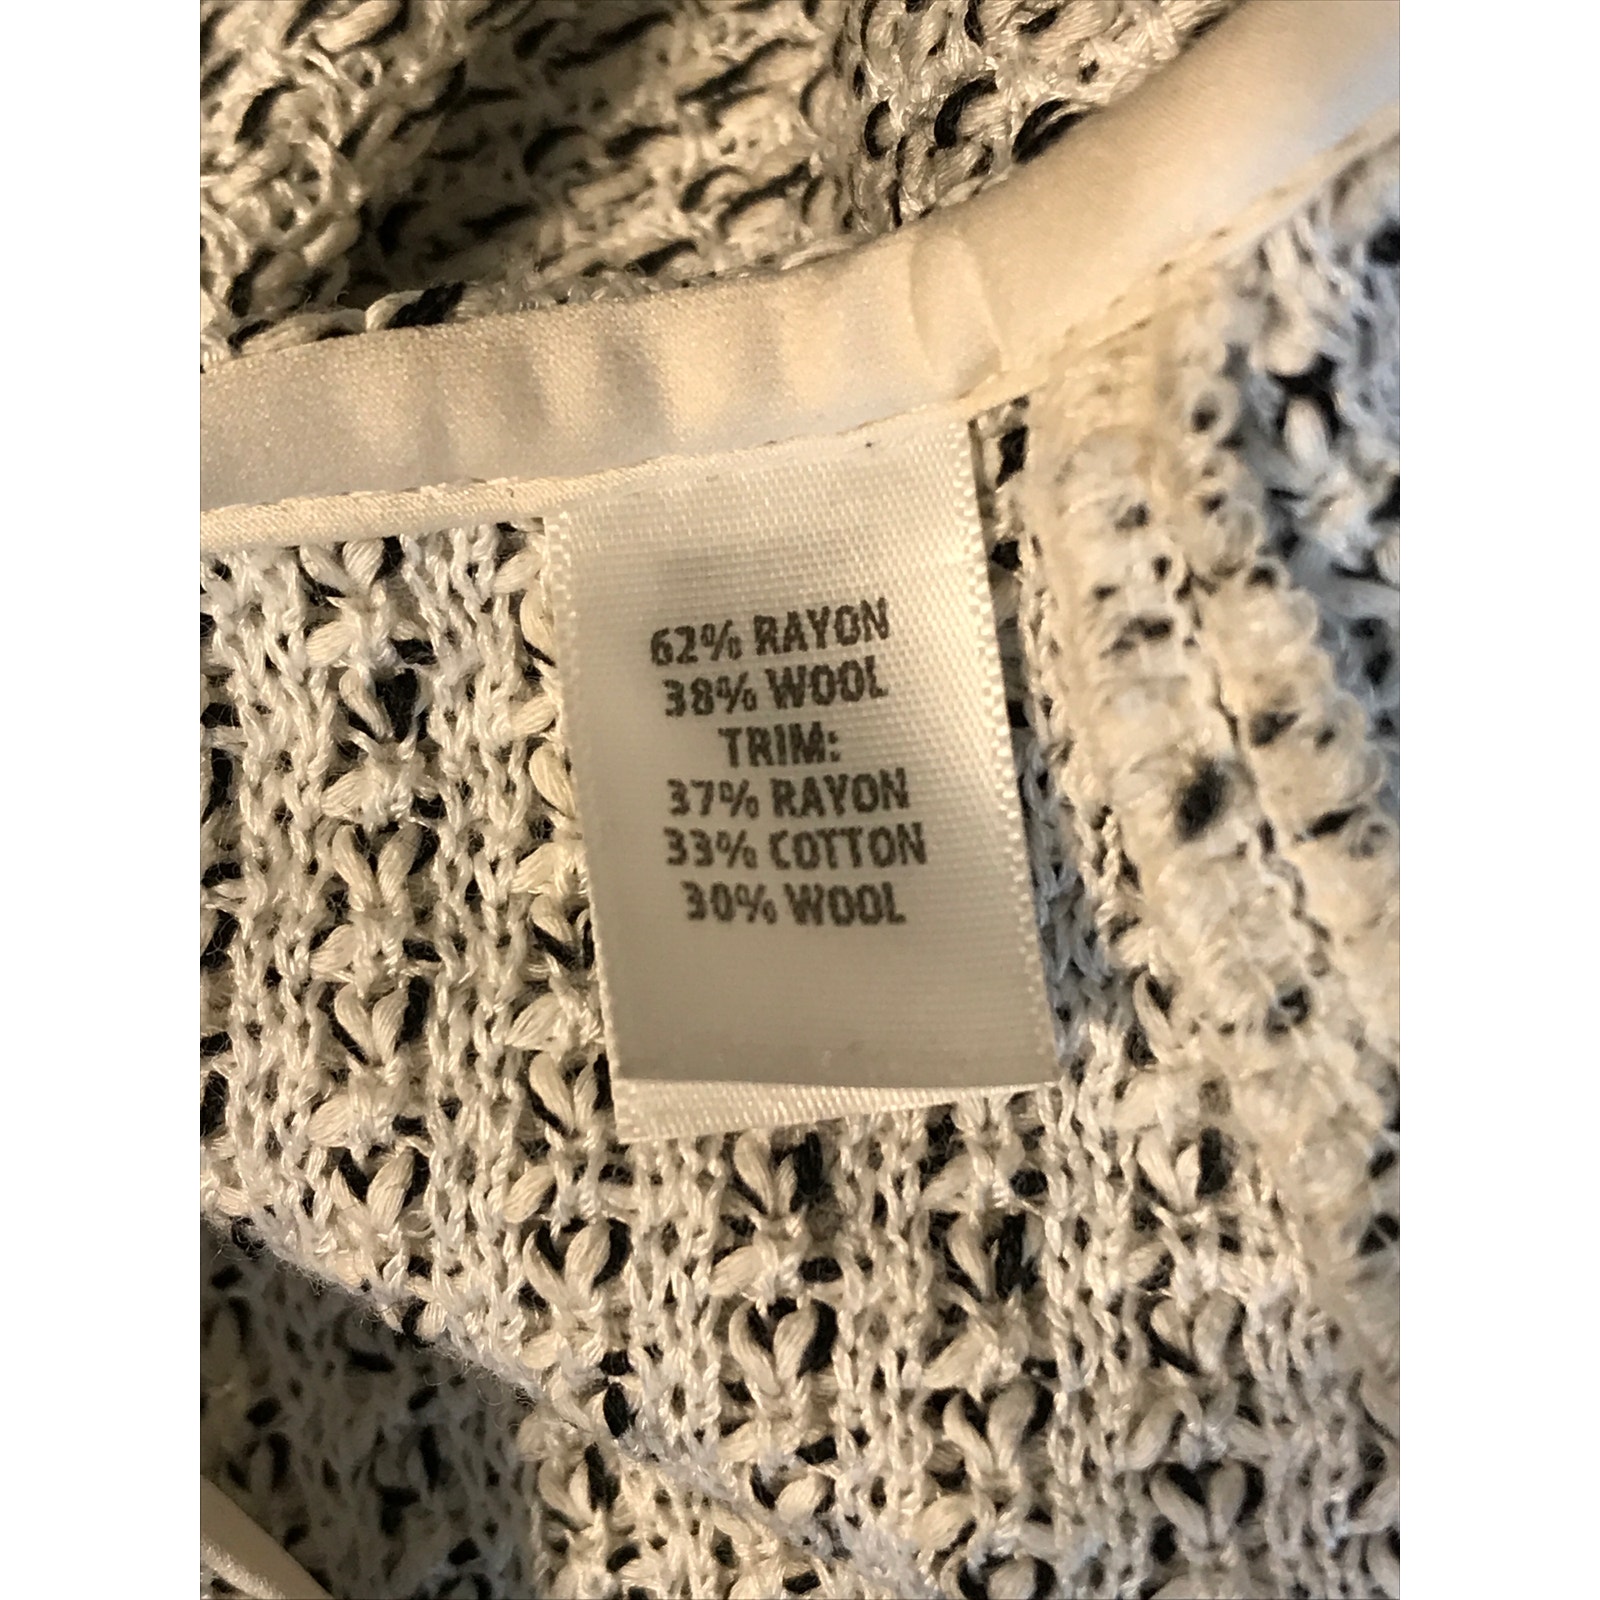 62% RAYON
38% WOOL
TRIM:
37% RAYON
33% COTTON
30% WOOL